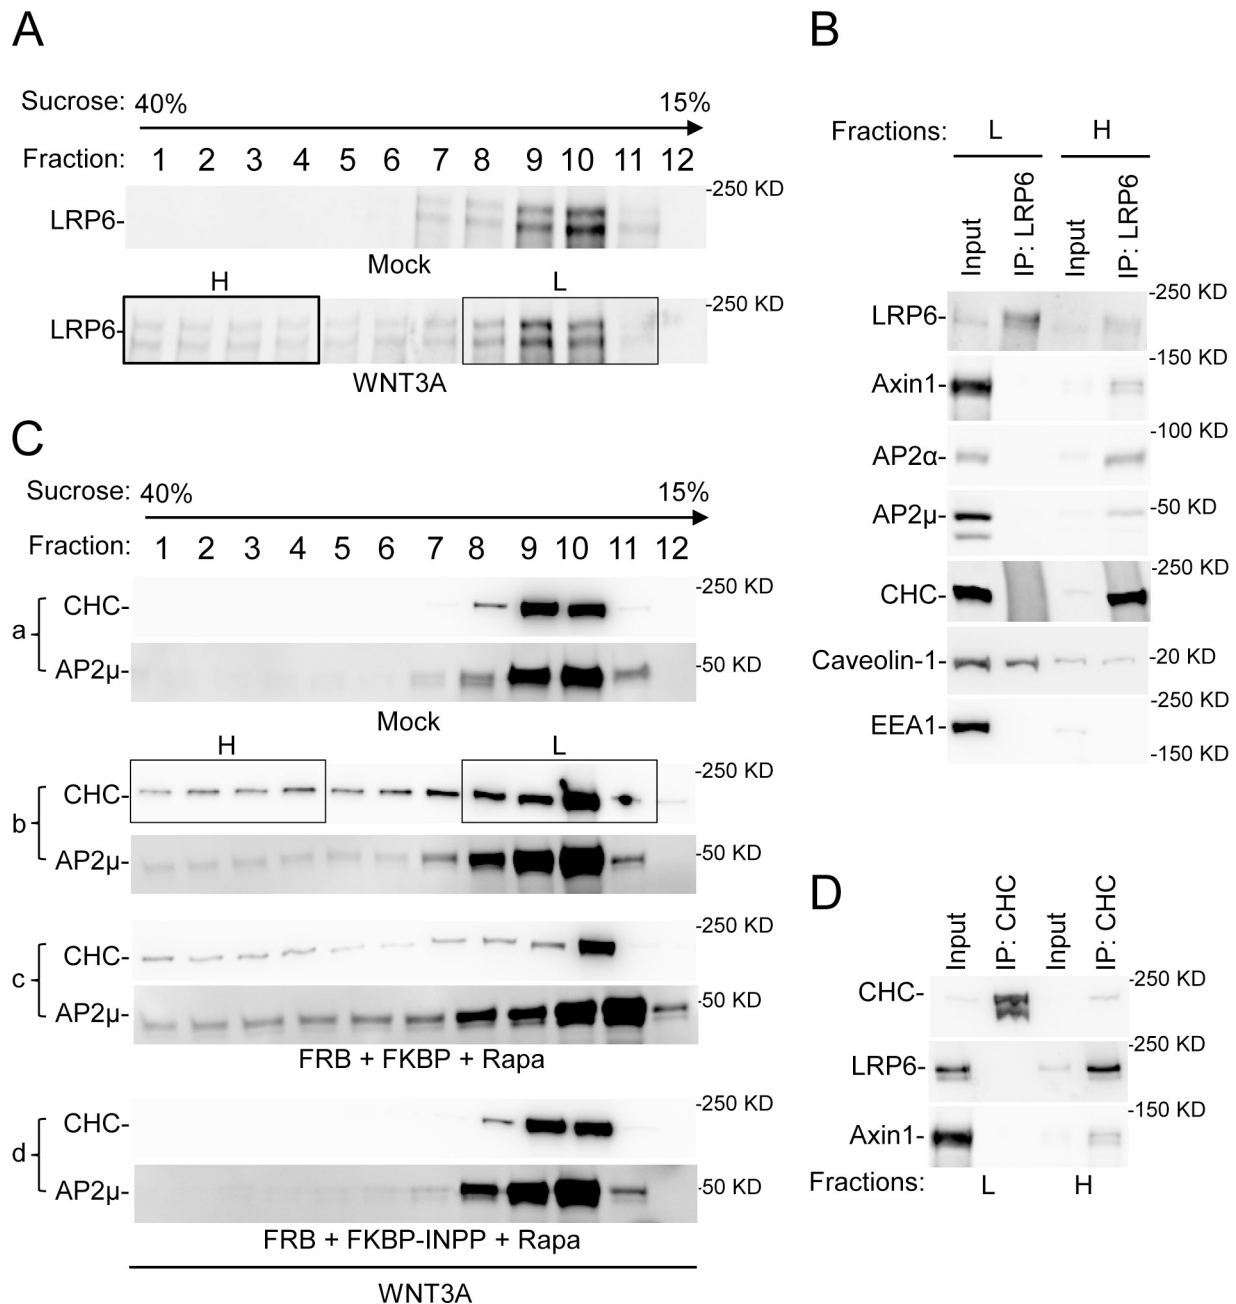 A
Sucrose: 40% 15%
Fraction: 1 2 3 4 5 6 7 8 9 10 11 12
-250 KD
LRP6-
Mock
H L
-250 KD
LRP6-
WNT3A
B
Fractions: L H
Input IP: LRP6 Input IP: LRP6
-250 KD
LRP6-
-150 KD
Axin1-
-100 KD
AP2α-
-50 KD
AP2μ-
-250 KD
CHC-
Caveolin-1- -20 KD
-250 KD
EEA1-
-150 KD
C
Sucrose: 40% 15%
Fraction: 1 2 3 4 5 6 7 8 9 10 11 12
-250 KD
CHC-
a
AP2μ- -50 KD
Mock
H L
-250 KD
CHC-
b
AP2μ- -50 KD
-250 KD
CHC-
c
AP2μ- -50 KD
FRB + FKBP + Rapa
-250 KD
CHC-
d
AP2μ- -50 KD
FRB + FKBP-INPP + Rapa
WNT3A
D
Input IP: CHC Input IP: CHC
-250 KD
CHC-
-250 KD
LRP6-
-150 KD
Axin1-
Fractions: L H